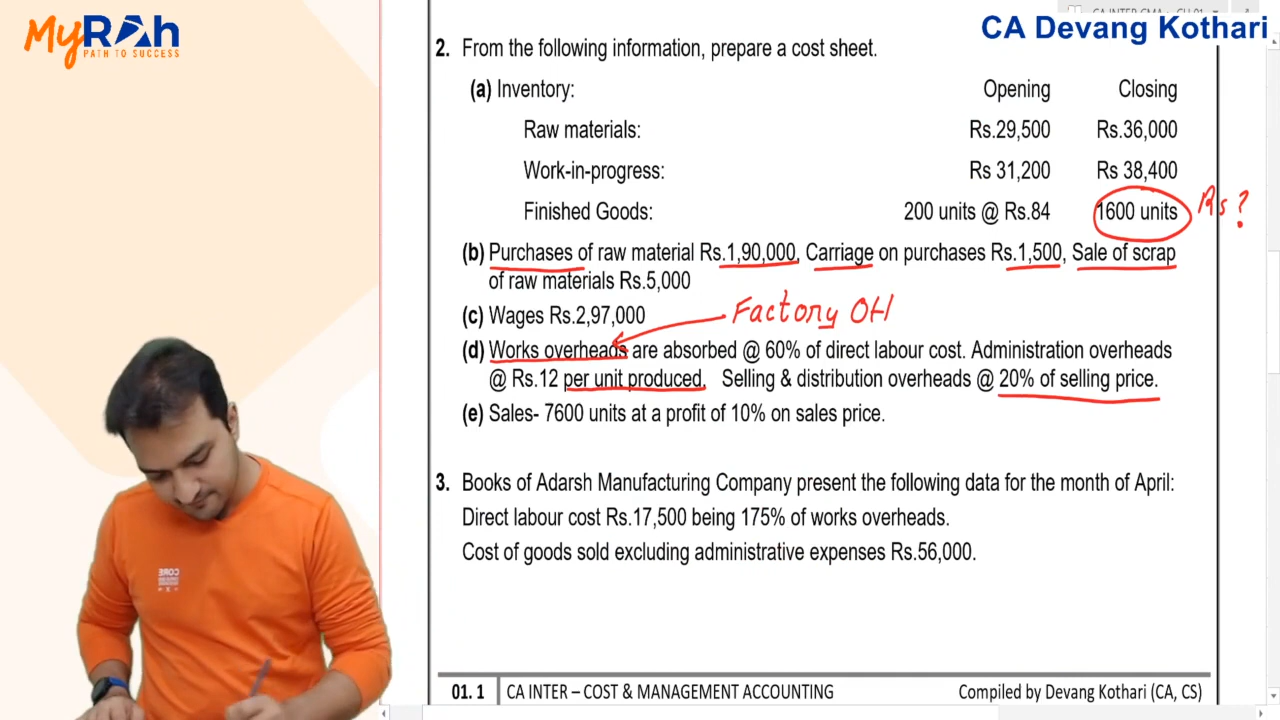 MyRah
PATH TO SUCCESS
CA Devang Kothari
2. From the following information, prepare a cost sheet.
(a) Inventory: Opening Closing
Raw materials: Rs.29,500 Rs.36,000
Work-in-progress: Rs 31,200 Rs 38,400
Finished Goods: 200 units @ Rs.84 1600 units Rs ?
(b) Purchases of raw material Rs.1,90,000, Carriage on purchases Rs.1,500, Sale of scrap
of raw materials Rs.5,000
(c) Wages Rs.2,97,000 Factory OH
(d) Works overheads are absorbed @ 60% of direct labour cost. Administration overheads
@ Rs.12 per unit produced. Selling & distribution overheads @ 20% of selling price.
(e) Sales- 7600 units at a profit of 10% on sales price.
3. Books of Adarsh Manufacturing Company present the following data for the month of April:
Direct labour cost Rs.17,500 being 175% of works overheads.
Cost of goods sold excluding administrative expenses Rs.56,000.
CORE
01. 1 CA INTER – COST & MANAGEMENT ACCOUNTING Compiled by Devang Kothari (CA, CS)